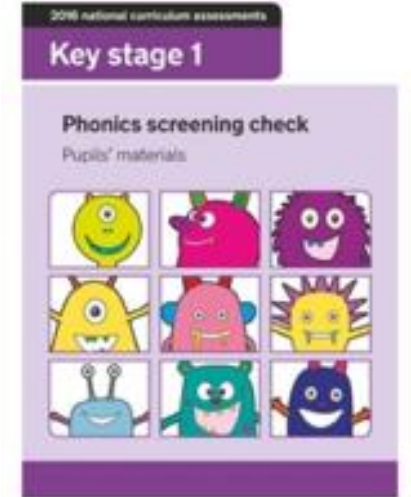 2016 national curriculum assessments
Key stage 1
Phonics screening check
Pupils' materials